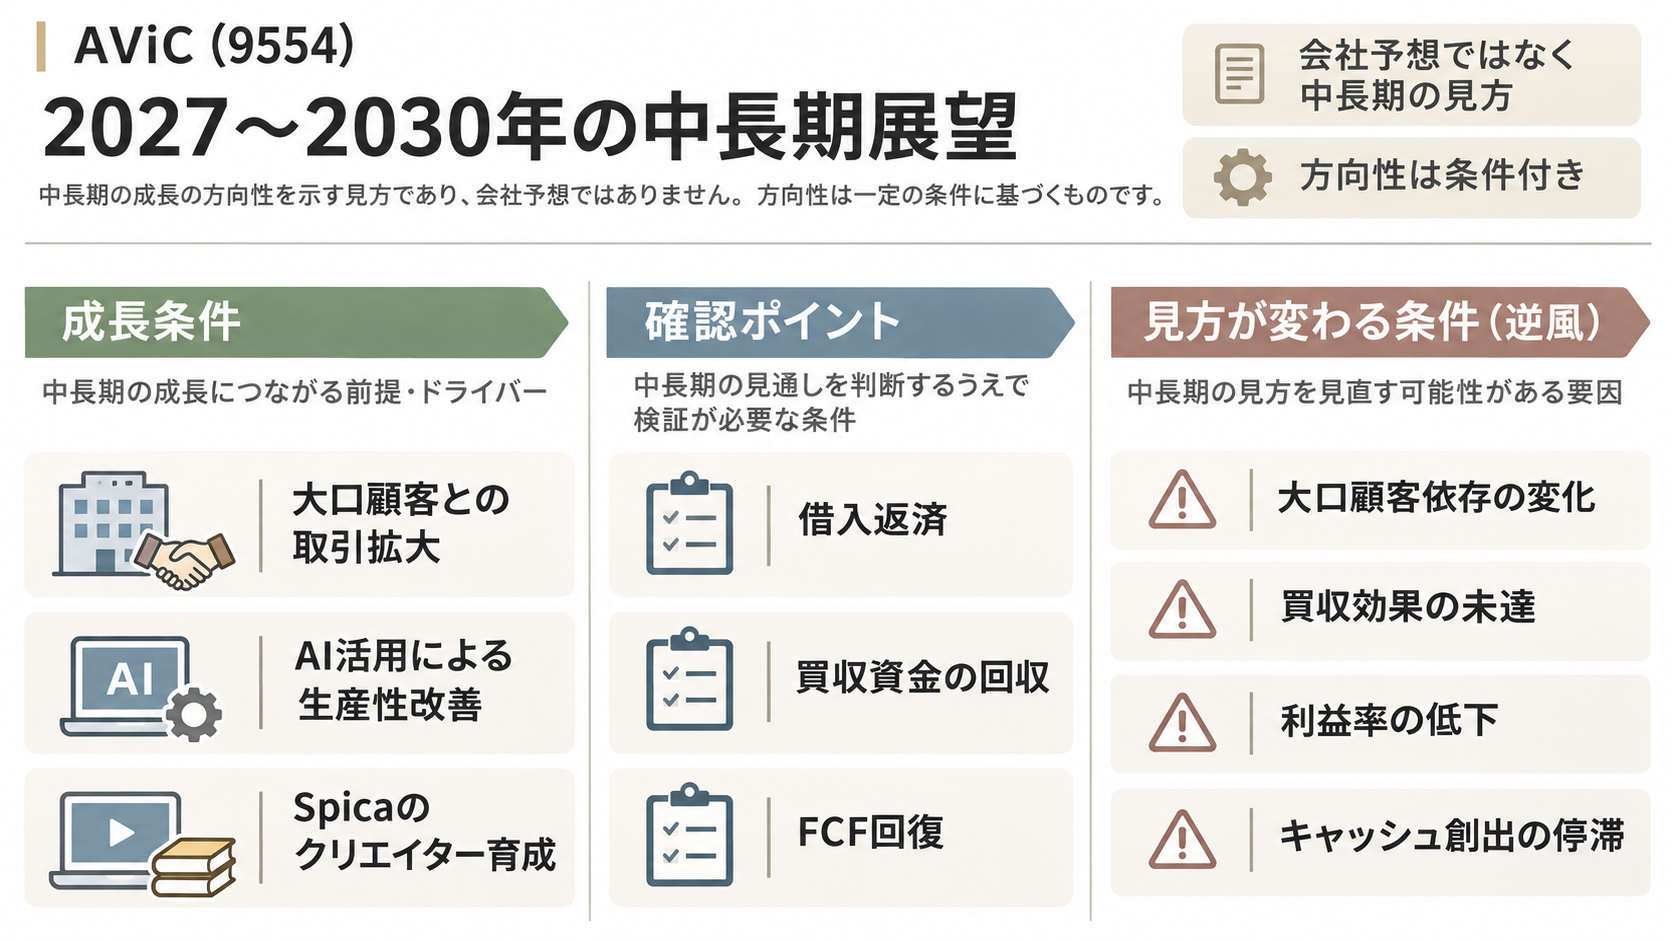 AViC (9554)
2027～2030年の中長期展望
中長期の成長の方向性を示す見方であり、会社予想ではありません。方向性は一定の条件に基づくものです。
会社予想ではなく
中長期の見方
方向性は条件付き
成長条件
中長期の成長につながる前提・ドライバー
大口顧客との
取引拡大
AI
AI活用による
生産性改善
Spicaの
クリエイター育成
確認ポイント
中長期の見通しを判断するうえで
検証が必要な条件
借入返済
買収資金の回収
FCF回復
見方が変わる条件（逆風）
中長期の見方を見直す可能性がある要因
大口顧客依存の変化
買収効果の未達
利益率の低下
キャッシュ創出の停滞